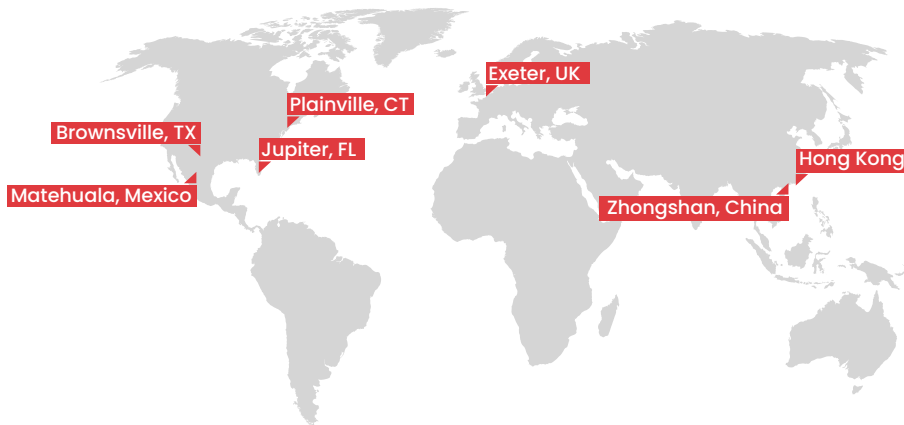 Exeter, UK
Plainville, CT
Brownsville, TX
Jupiter, FL
Hong Kong
Matehuala, Mexico
Zhongshan, China